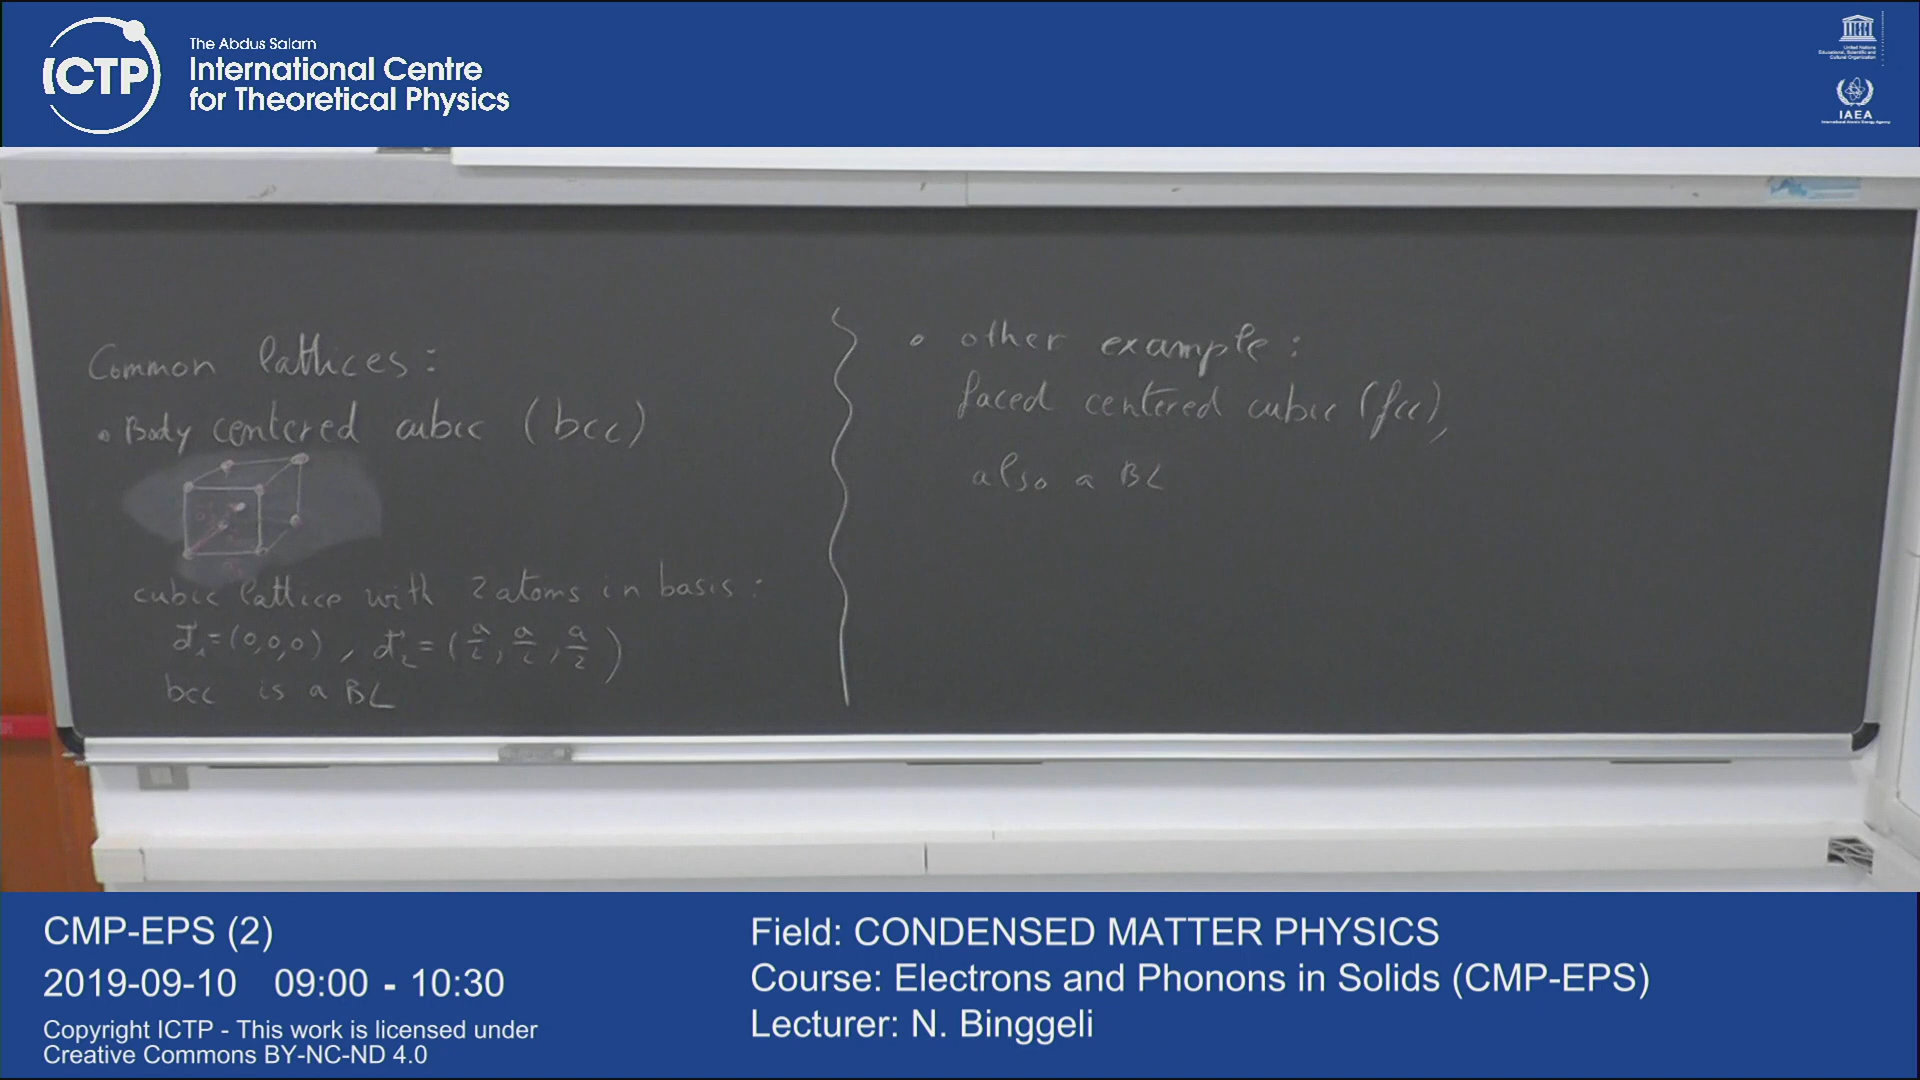 ICTP
The Abdus Salam
International Centre
for Theoretical Physics
IAEA
Common lattices:
• Body centered cubic (bcc)
cubic lattice with 2 atoms in basis:
d⃗₁=(0,0,0), d⃗₂=(a/2, a/2, a/2)
bcc is a BL
• other example:
faced centered cubic (fcc),
also a BL
CMP-EPS (2)
2019-09-10 09:00 - 10:30
Copyright ICTP - This work is licensed under
Creative Commons BY-NC-ND 4.0
Field: CONDENSED MATTER PHYSICS
Course: Electrons and Phonons in Solids (CMP-EPS)
Lecturer: N. Binggeli